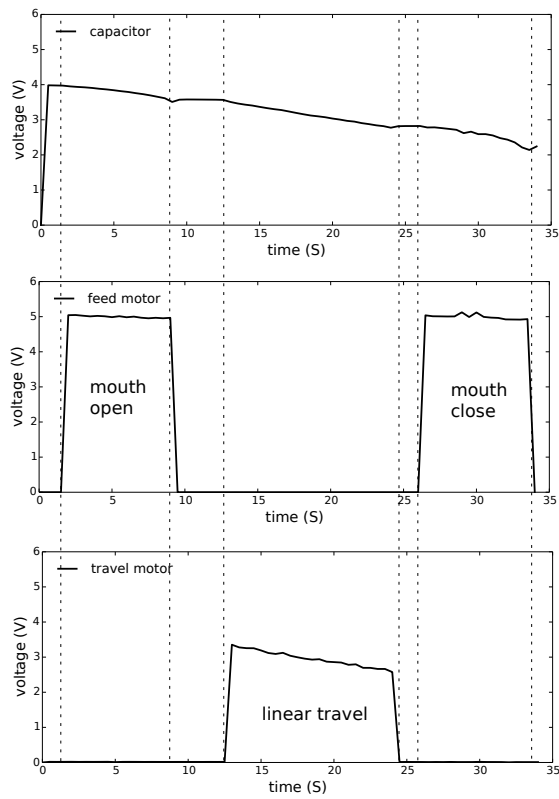 6
5
4
3
2
1
0
voltage (V)
capacitor
0 5 10 15 20 25 30 35
time (S)
6
5
4
3
2
1
0
voltage (V)
feed motor
mouth
open
mouth
close
0 5 10 15 20 25 30 35
time (S)
6
5
4
3
2
1
0
voltage (V)
travel motor
linear travel
0 5 10 15 20 25 30 35
time (S)